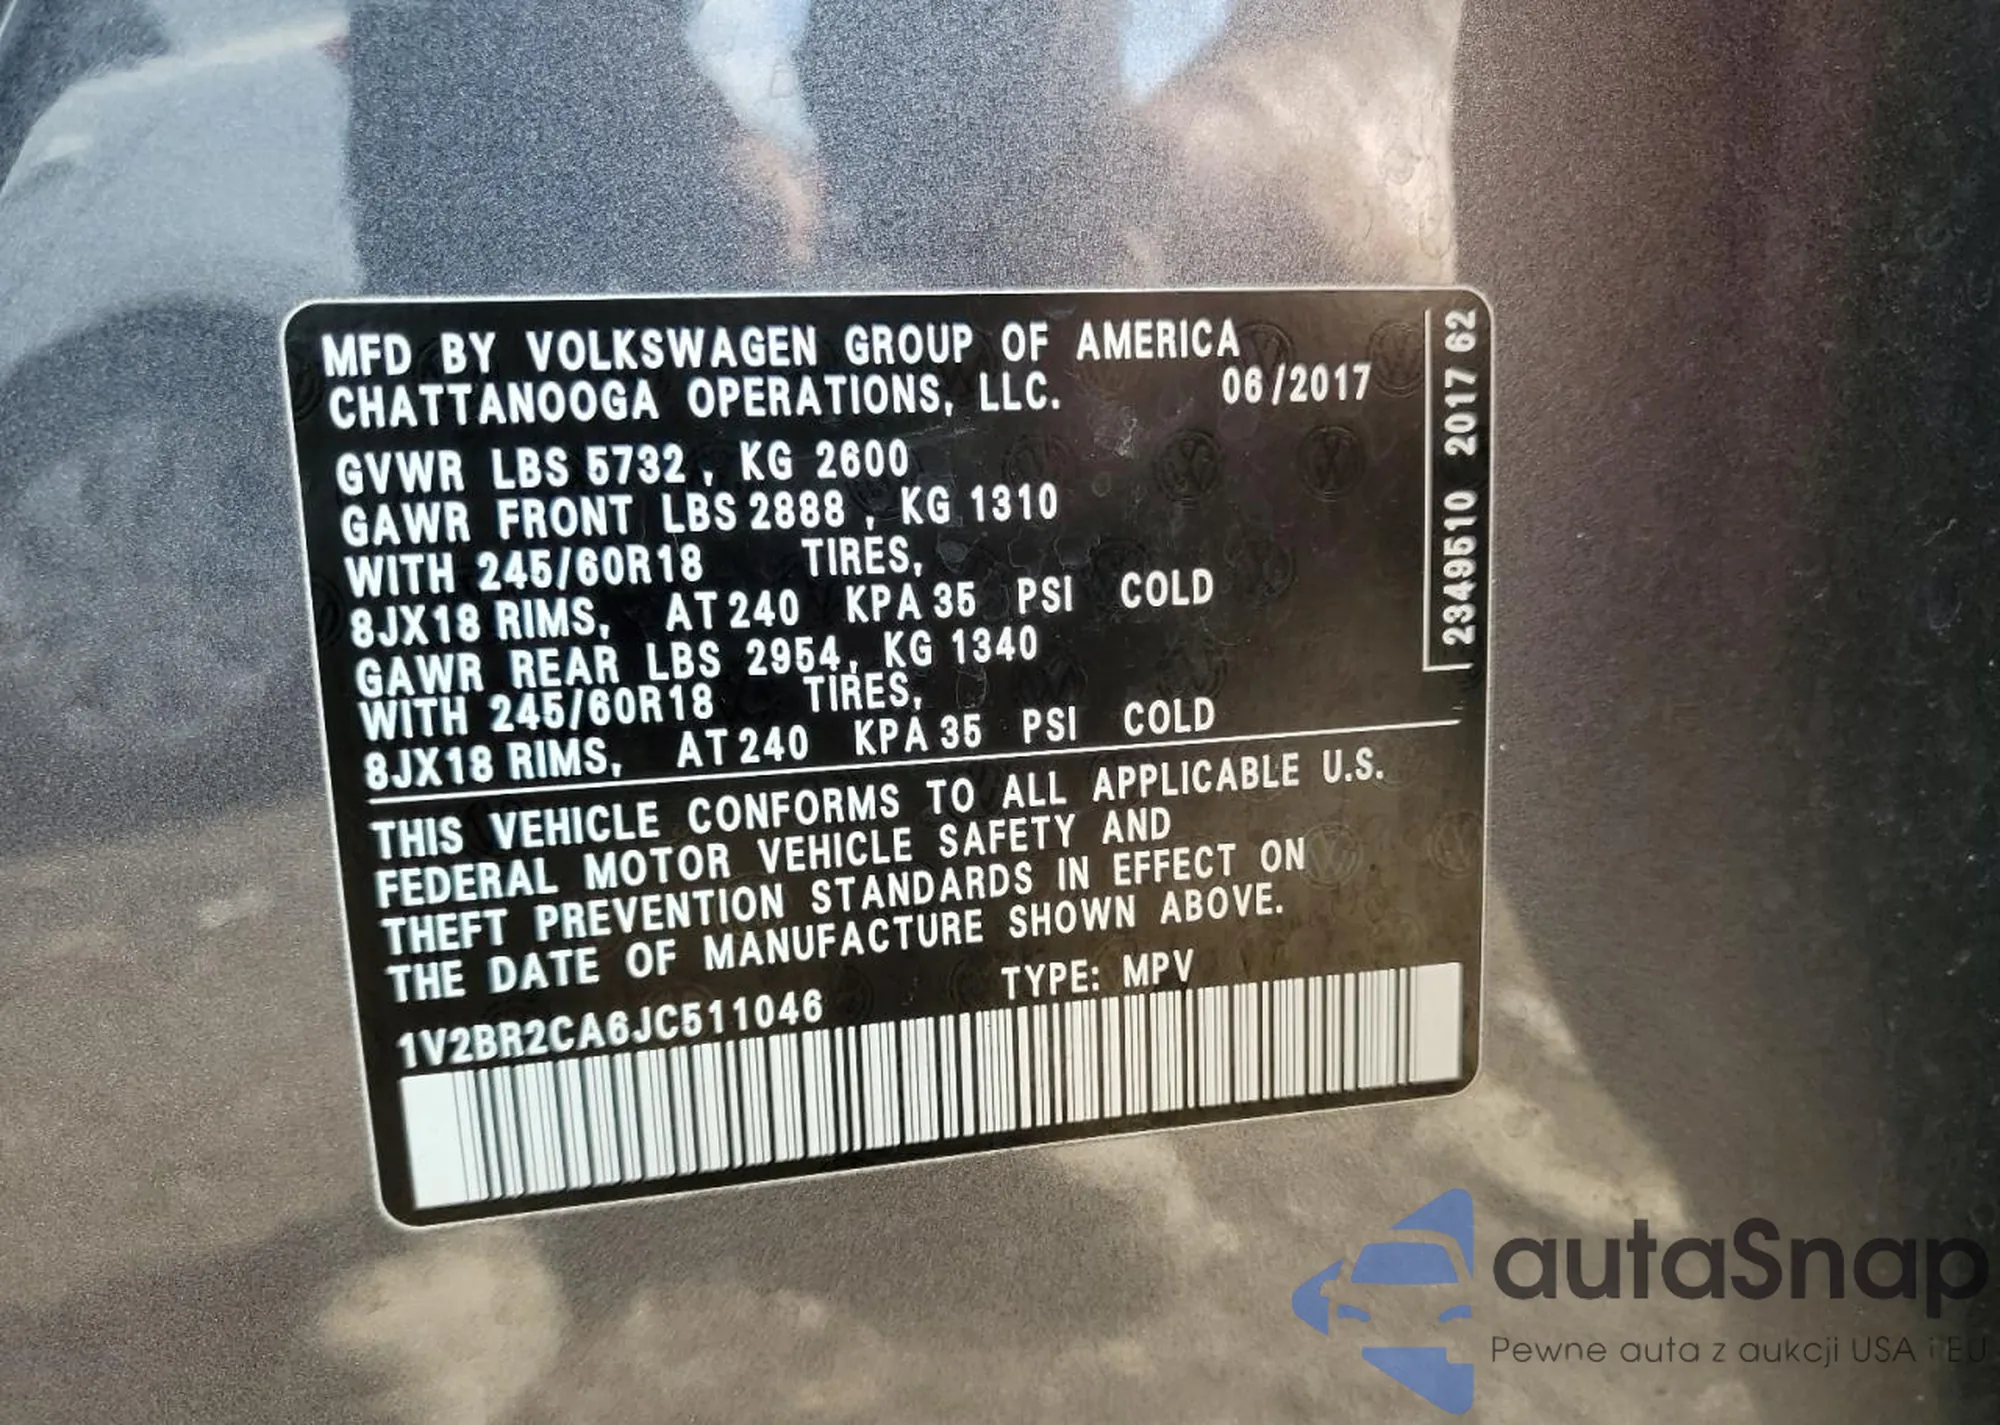 MFD BY VOLKSWAGEN GROUP OF AMERICA
CHATTANOOGA OPERATIONS, LLC. 06/2017
GVWR LBS 5732, KG 2600
GAWR FRONT LBS 2888, KG 1310
WITH 245/60R18 TIRES,
8JX18 RIMS, AT 240 KPA 35 PSI COLD
GAWR REAR LBS 2954, KG 1340
WITH 245/60R18 TIRES,
8JX18 RIMS, AT 240 KPA 35 PSI COLD
THIS VEHICLE CONFORMS TO ALL APPLICABLE U.S.
FEDERAL MOTOR VEHICLE SAFETY AND
THEFT PREVENTION STANDARDS IN EFFECT ON
THE DATE OF MANUFACTURE SHOWN ABOVE.
1V2BR2CA6JC511046 TYPE: MPV
2349510 2017 62
autaSnap
Pewne auta z aukcji USA i EU